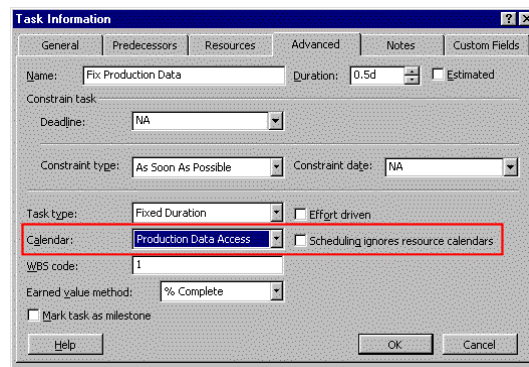 Task Information
General Predecessors Resources Advanced Notes Custom Fields
Name: Fix Production Data Duration: 0.5d Estimated
Constrain task
Deadline: NA
Constraint type: As Soon As Possible Constraint date: NA
Task type: Fixed Duration Effort driven
Calendar: Production Data Access Scheduling ignores resource calendars
WBS code: 1
Earned value method: % Complete
Mark task as milestone
Help OK Cancel